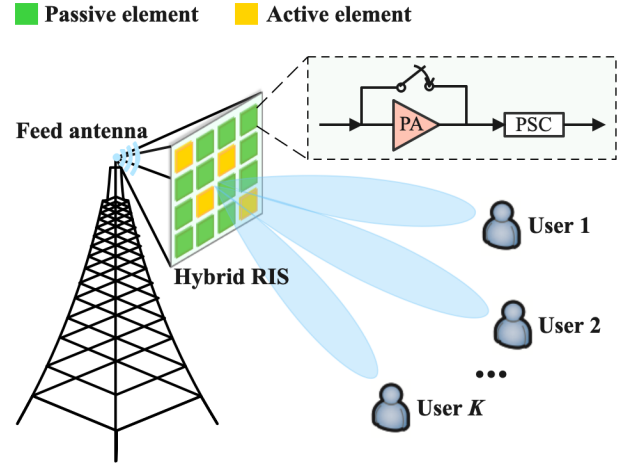 Passive element
Active element
Feed antenna
PA
PSC
Hybrid RIS
User 1
User 2
...
User K